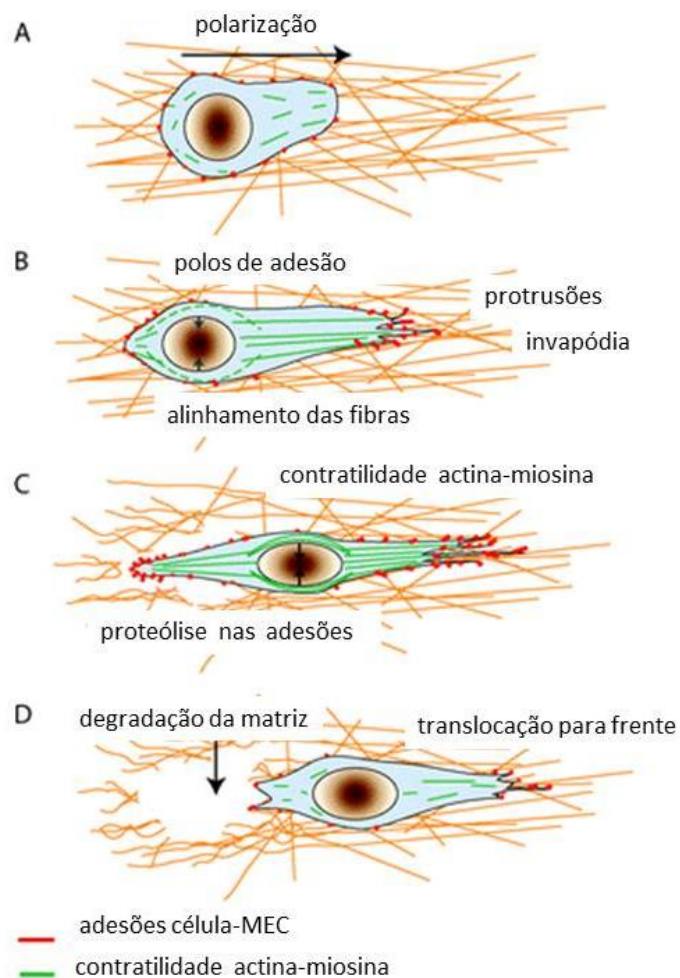 A
polarização
B
polos de adesão
protrusões
invapódia
alinhamento das fibras
contratilidade actina-miosina
C
proteólise nas adesões
D
degradação da matriz
translocação para frente
adesões célula-MEC
contratilidade actina-miosina